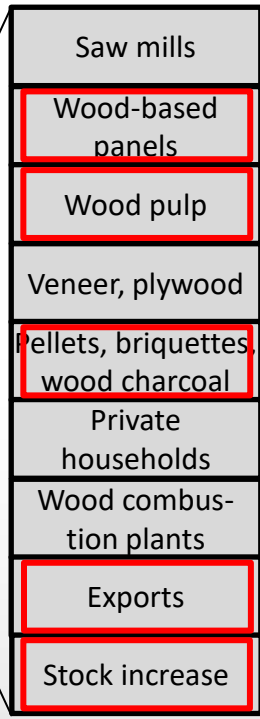 Saw mills
Wood-based
panels
Wood pulp
Veneer, plywood
Pellets, briquettes,
wood charcoal
Private
households
Wood combus-
tion plants
Exports
Stock increase